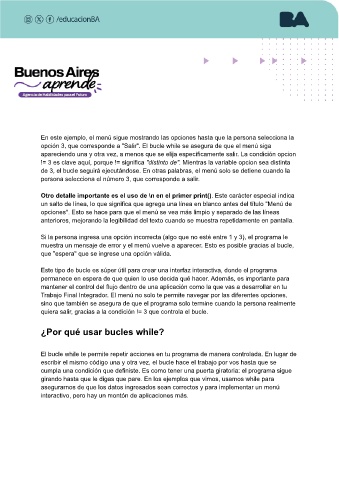 /educacionBA
BA
Buenos Aires
aprende
Agencia de Habilidades para el Futuro
En este ejemplo, el menú sigue mostrando las opciones hasta que la persona selecciona la
opción 3, que corresponde a "Salir". El bucle while se asegura de que el menú siga
apareciendo una y otra vez, a menos que se elija específicamente salir. La condición opcion
!= 3 es clave aquí, porque != significa "distinto de". Mientras la variable opcion sea distinta
de 3, el bucle seguirá ejecutándose. En otras palabras, el menú solo se detiene cuando la
persona selecciona el número 3, que corresponde a salir.
Otro detalle importante es el uso de \n en el primer print(). Este carácter especial indica
un salto de línea, lo que significa que agrega una línea en blanco antes del título "Menú de
opciones". Esto se hace para que el menú se vea más limpio y separado de las líneas
anteriores, mejorando la legibilidad del texto cuando se muestra repetidamente en pantalla.
Si la persona ingresa una opción incorrecta (algo que no esté entre 1 y 3), el programa le
muestra un mensaje de error y el menú vuelve a aparecer. Esto es posible gracias al bucle,
que "espera" que se ingrese una opción válida.
Este tipo de bucle es súper útil para crear una interfaz interactiva, donde el programa
permanece en espera de que quien lo use decida qué hacer. Además, es importante para
mantener el control del flujo dentro de una aplicación como la que vas a desarrollar en tu
Trabajo Final Integrador. El menú no solo te permite navegar por las diferentes opciones,
sino que también se asegura de que el programa solo termine cuando la persona realmente
quiera salir, gracias a la condición != 3 que controla el bucle.
¿Por qué usar bucles while?
El bucle while te permite repetir acciones en tu programa de manera controlada. En lugar de
escribir el mismo código una y otra vez, el bucle hace el trabajo por vos hasta que se
cumpla una condición que definiste. Es como tener una puerta giratoria: el programa sigue
girando hasta que le digas que pare. En los ejemplos que vimos, usamos while para
asegurarnos de que los datos ingresados sean correctos y para implementar un menú
interactivo, pero hay un montón de aplicaciones más.